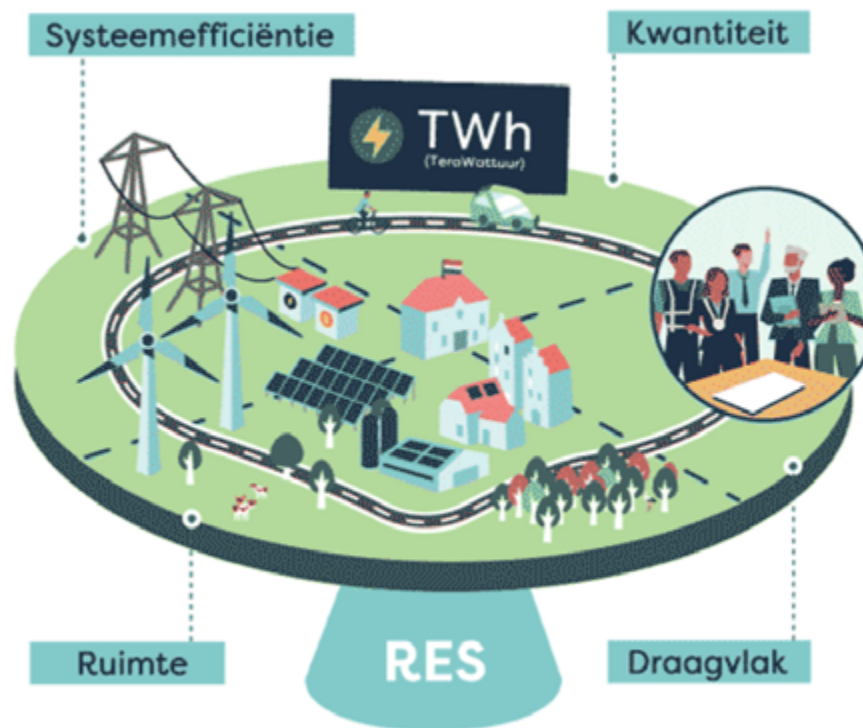 Systeemefficiëntie
Kwantiteit
TWh
(TeraWattuur)
Ruimte
RES
Draagvlak